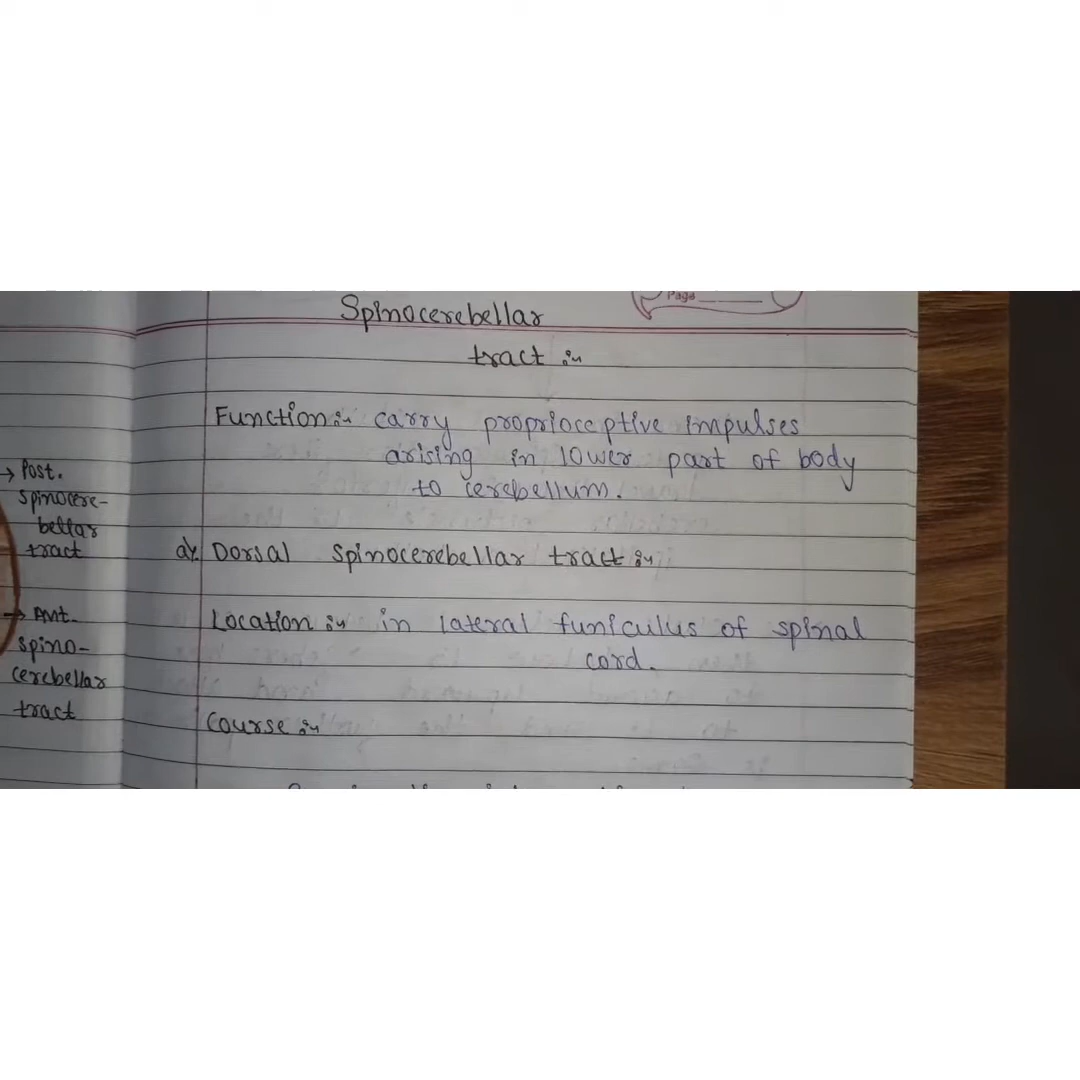 Page
Spinocerebellar
tract :-
Function :- carry proprioceptive impulses
arising in lower part of body
to cerebellum.
→ Post.
spinocere-
bellar
tract
a) Dorsal spinocerebellar tract :-
→ Ant.
spino-
cerebellar
tract
Location :- in lateral funiculus of spinal
cord.
Course :-